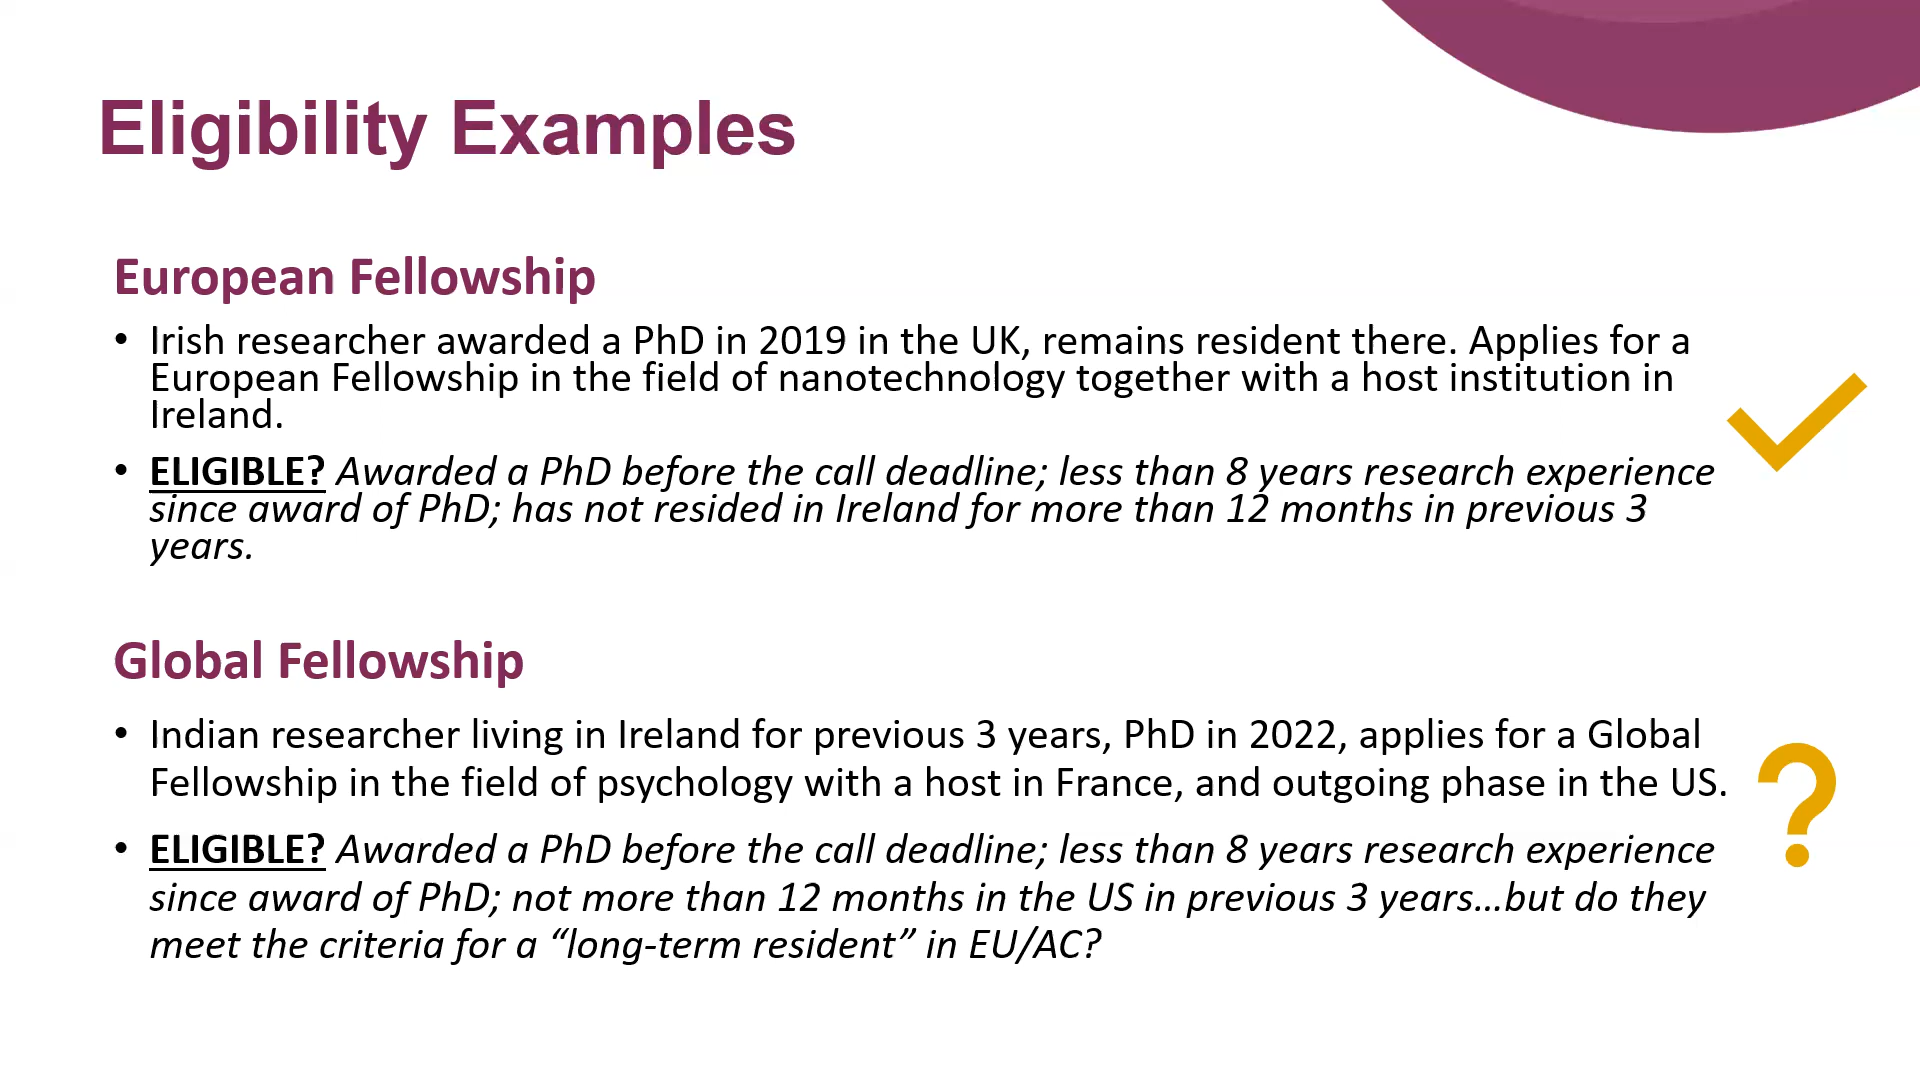 Eligibility Examples
European Fellowship
• Irish researcher awarded a PhD in 2019 in the UK, remains resident there. Applies for a
European Fellowship in the field of nanotechnology together with a host institution in
Ireland.
• ELIGIBLE? Awarded a PhD before the call deadline; less than 8 years research experience
since award of PhD; has not resided in Ireland for more than 12 months in previous 3
years.
Global Fellowship
• Indian researcher living in Ireland for previous 3 years, PhD in 2022, applies for a Global
Fellowship in the field of psychology with a host in France, and outgoing phase in the US.
• ELIGIBLE? Awarded a PhD before the call deadline; less than 8 years research experience
since award of PhD; not more than 12 months in the US in previous 3 years…but do they
meet the criteria for a “long-term resident” in EU/AC?
?